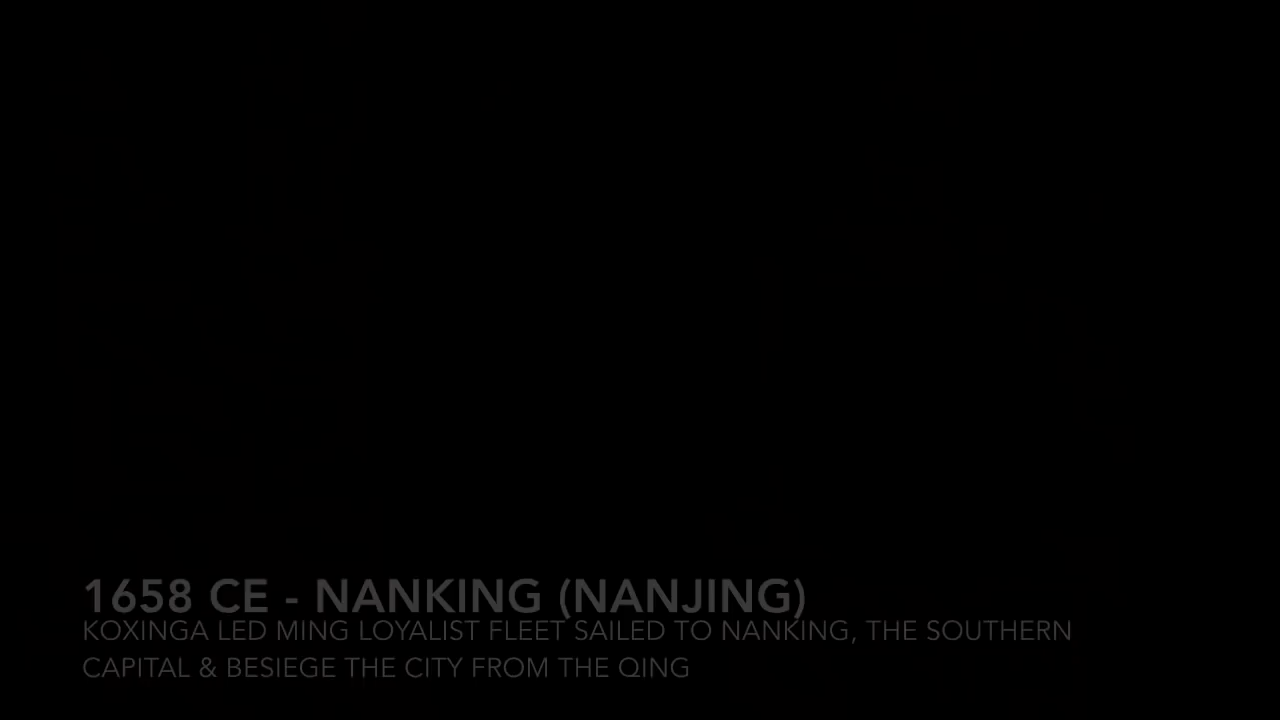 1658 CE - NANKING (NANJING)
KOXINGA LED MING LOYALIST FLEET SAILED TO NANKING, THE SOUTHERN
CAPITAL & BESIEGE THE CITY FROM THE QING